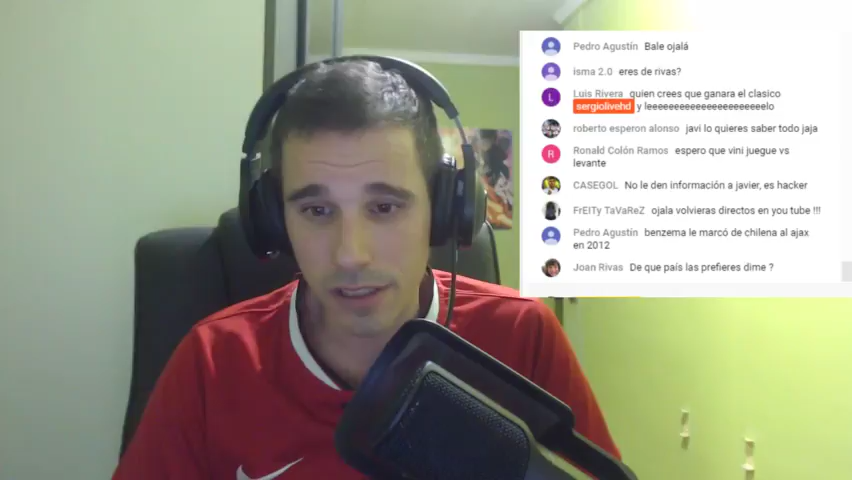 Pedro Agustín Bale ojalá
isma 2.0 eres de rivas?
Luis Rivera quien crees que ganara el clasico
sergiolivehd y leeeeeeeeeeeeeeeeeeeeeelo
roberto esperon alonso javi lo quieres saber todo jaja
Ronald Colón Ramos espero que vini juegue vs
levante
CASEGOL No le den información a javier, es hacker
FrEITy TaVaReZ ojala volvieras directos en you tube !!!
Pedro Agustín benzema le marcó de chilena al ajax
en 2012
Joan Rivas De que país las prefieres dime ?
L
R